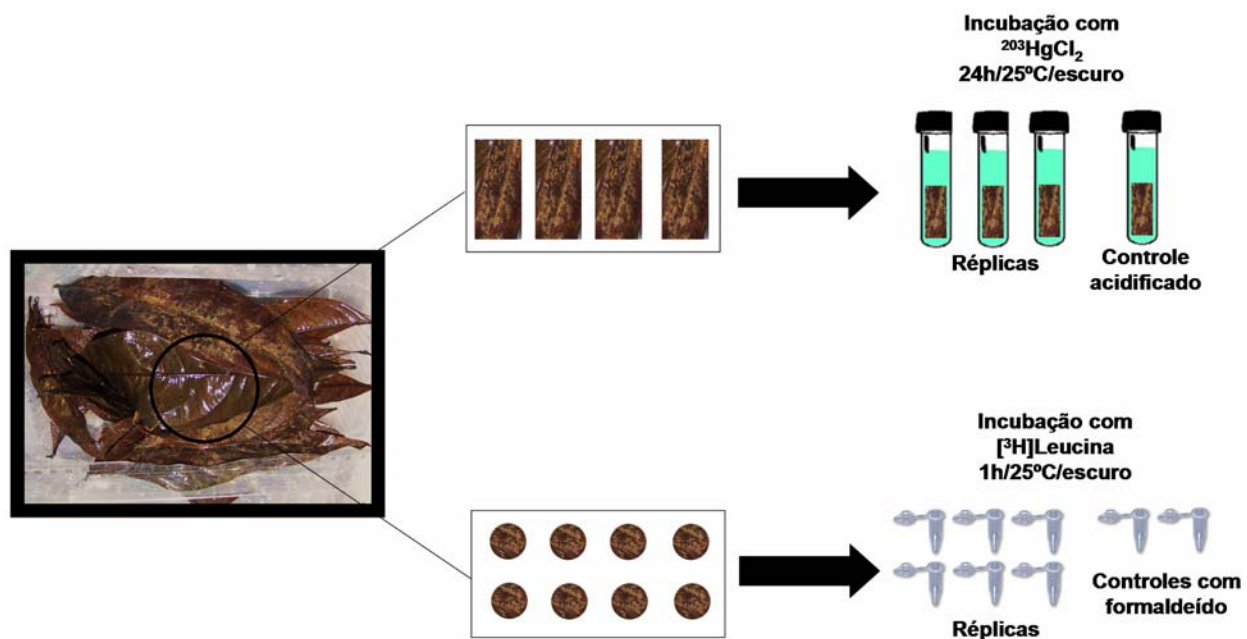 Incubação com
²⁰³HgCl₂
24h/25ºC/escuro
Réplicas
Controle
acidificado
Incubação com
[³H]Leucina
1h/25ºC/escuro
Controles com
formaldeído
Réplicas